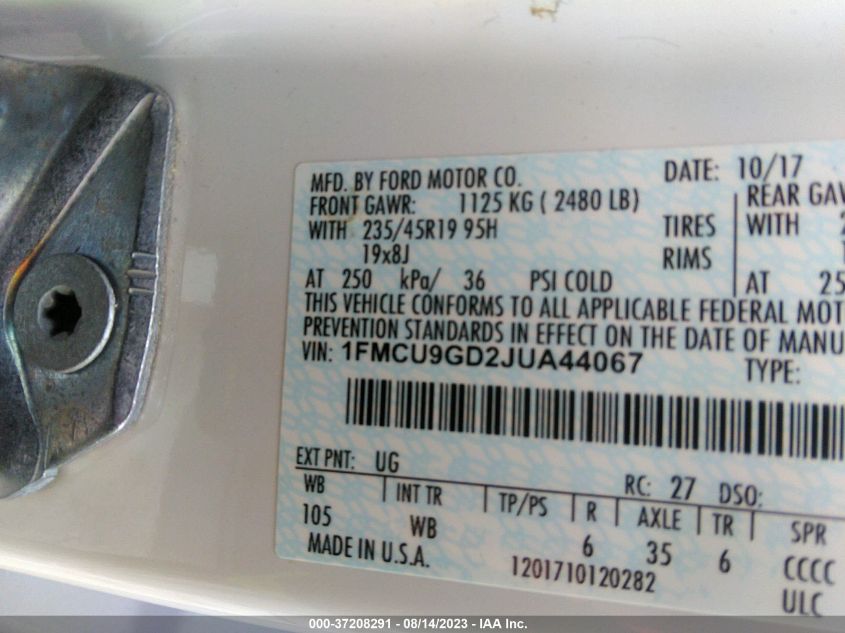 MFD. BY FORD MOTOR CO. DATE: 10/17
FRONT GAWR: 1125 KG ( 2480 LB) REAR
WITH 235/45R19 95H TIRES WITH
19x8J RIMS
AT 250 kPa/ 36 PSI COLD AT
THIS VEHICLE CONFORMS TO ALL APPLICABLE FEDERAL
PREVENTION STANDARDS IN EFFECT ON THE DATE OF
VIN: 1FMCU9GD2JUA44067 TYPE:
EXT PNT: UG RC: 27 DSO:
WB INT TR TP/PS R AXLE TR SPR
105 WB 6 35 6 CCCC
MADE IN U.S.A. 1201710120282 ULC
000-37208291 - 08/14/2023 - IAA Inc.